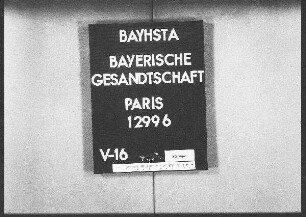 BAYHSTA
BAYERISCHE
GESANDTSCHAFT
PARIS
12996
V-16